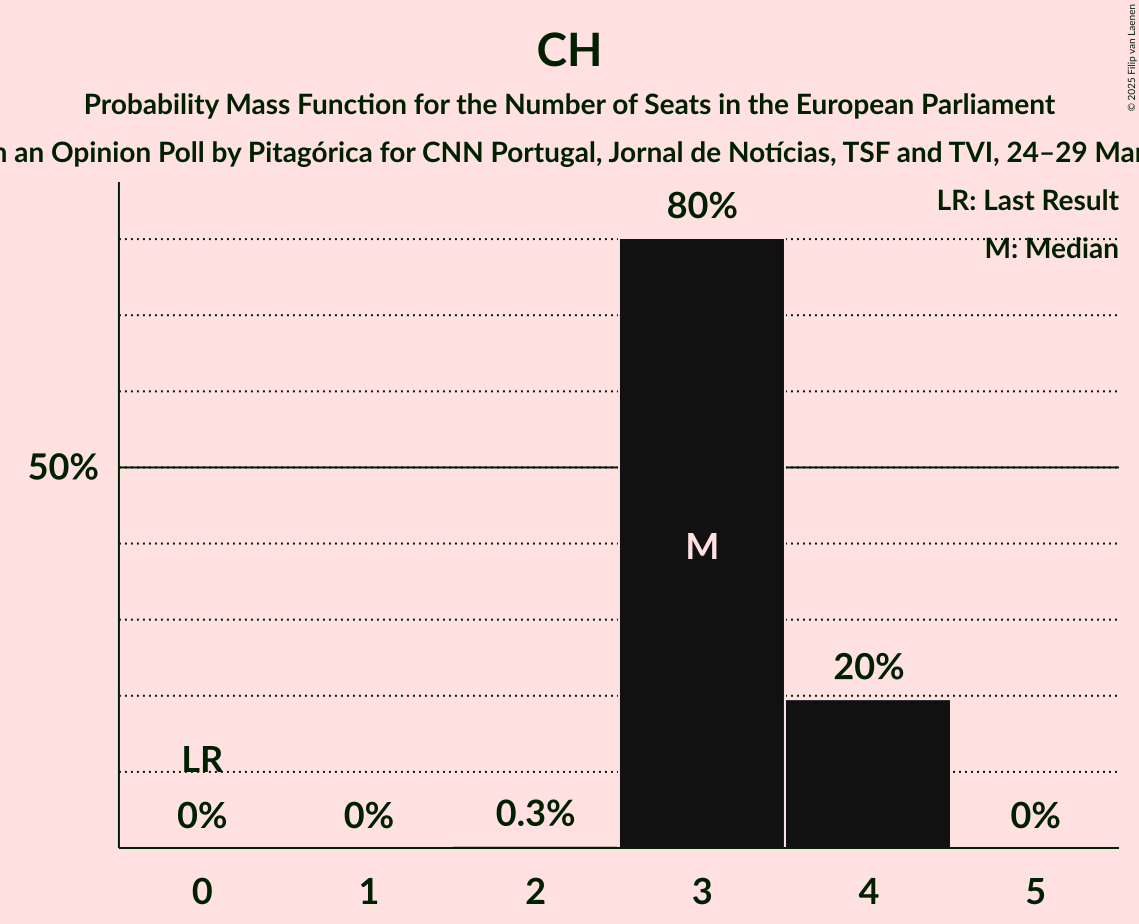 CH
Probability Mass Function for the Number of Seats in the European Parliament
an Opinion Poll by Pitagórica for CNN Portugal, Jornal de Notícias, TSF and TVI, 24–29
© 2025 Filip van Laenen
LR: Last Result
M: Median
80%
50%
M
20%
LR
0%
0%
0.3%
0%
0
1
2
3
4
5